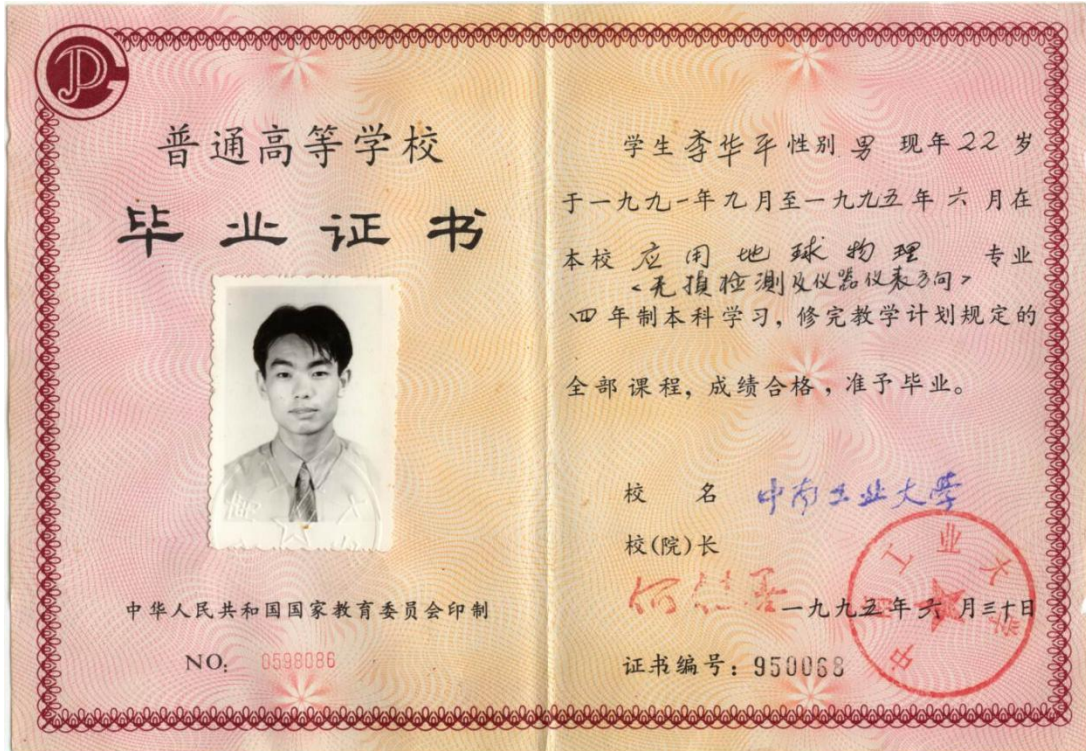 普通高等学校
毕业证书
中华人民共和国国家教育委员会印制
NO: 0598086
学生李华平性别 男 现年22岁
于一九九一年九月至一九九五年六月在
本校 应用地球物理 专业
<无损检测及仪器仪表方向>
四年制本科学习，修完教学计划规定的
全部课程，成绩合格，准予毕业。
校 名 中南工业大学
校(院)长
一九九五年六月三十日
证书编号：950068
中南工业大学